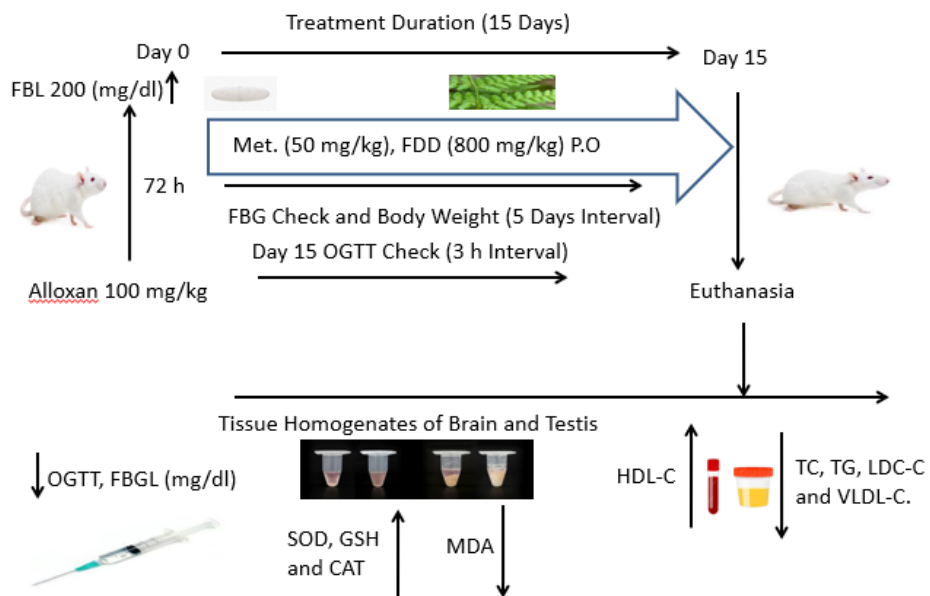 Treatment Duration (15 Days)
Day 0
Day 15
FBL 200 (mg/dl)
Met. (50 mg/kg), FDD (800 mg/kg) P.O
72 h
FBG Check and Body Weight (5 Days Interval)
Day 15 OGTT Check (3 h Interval)
Alloxan 100 mg/kg
Euthanasia
Tissue Homogenates of Brain and Testis
OGTT, FBGL (mg/dl)
HDL-C
TC, TG, LDC-C
and VLDL-C.
SOD, GSH
and CAT
MDA